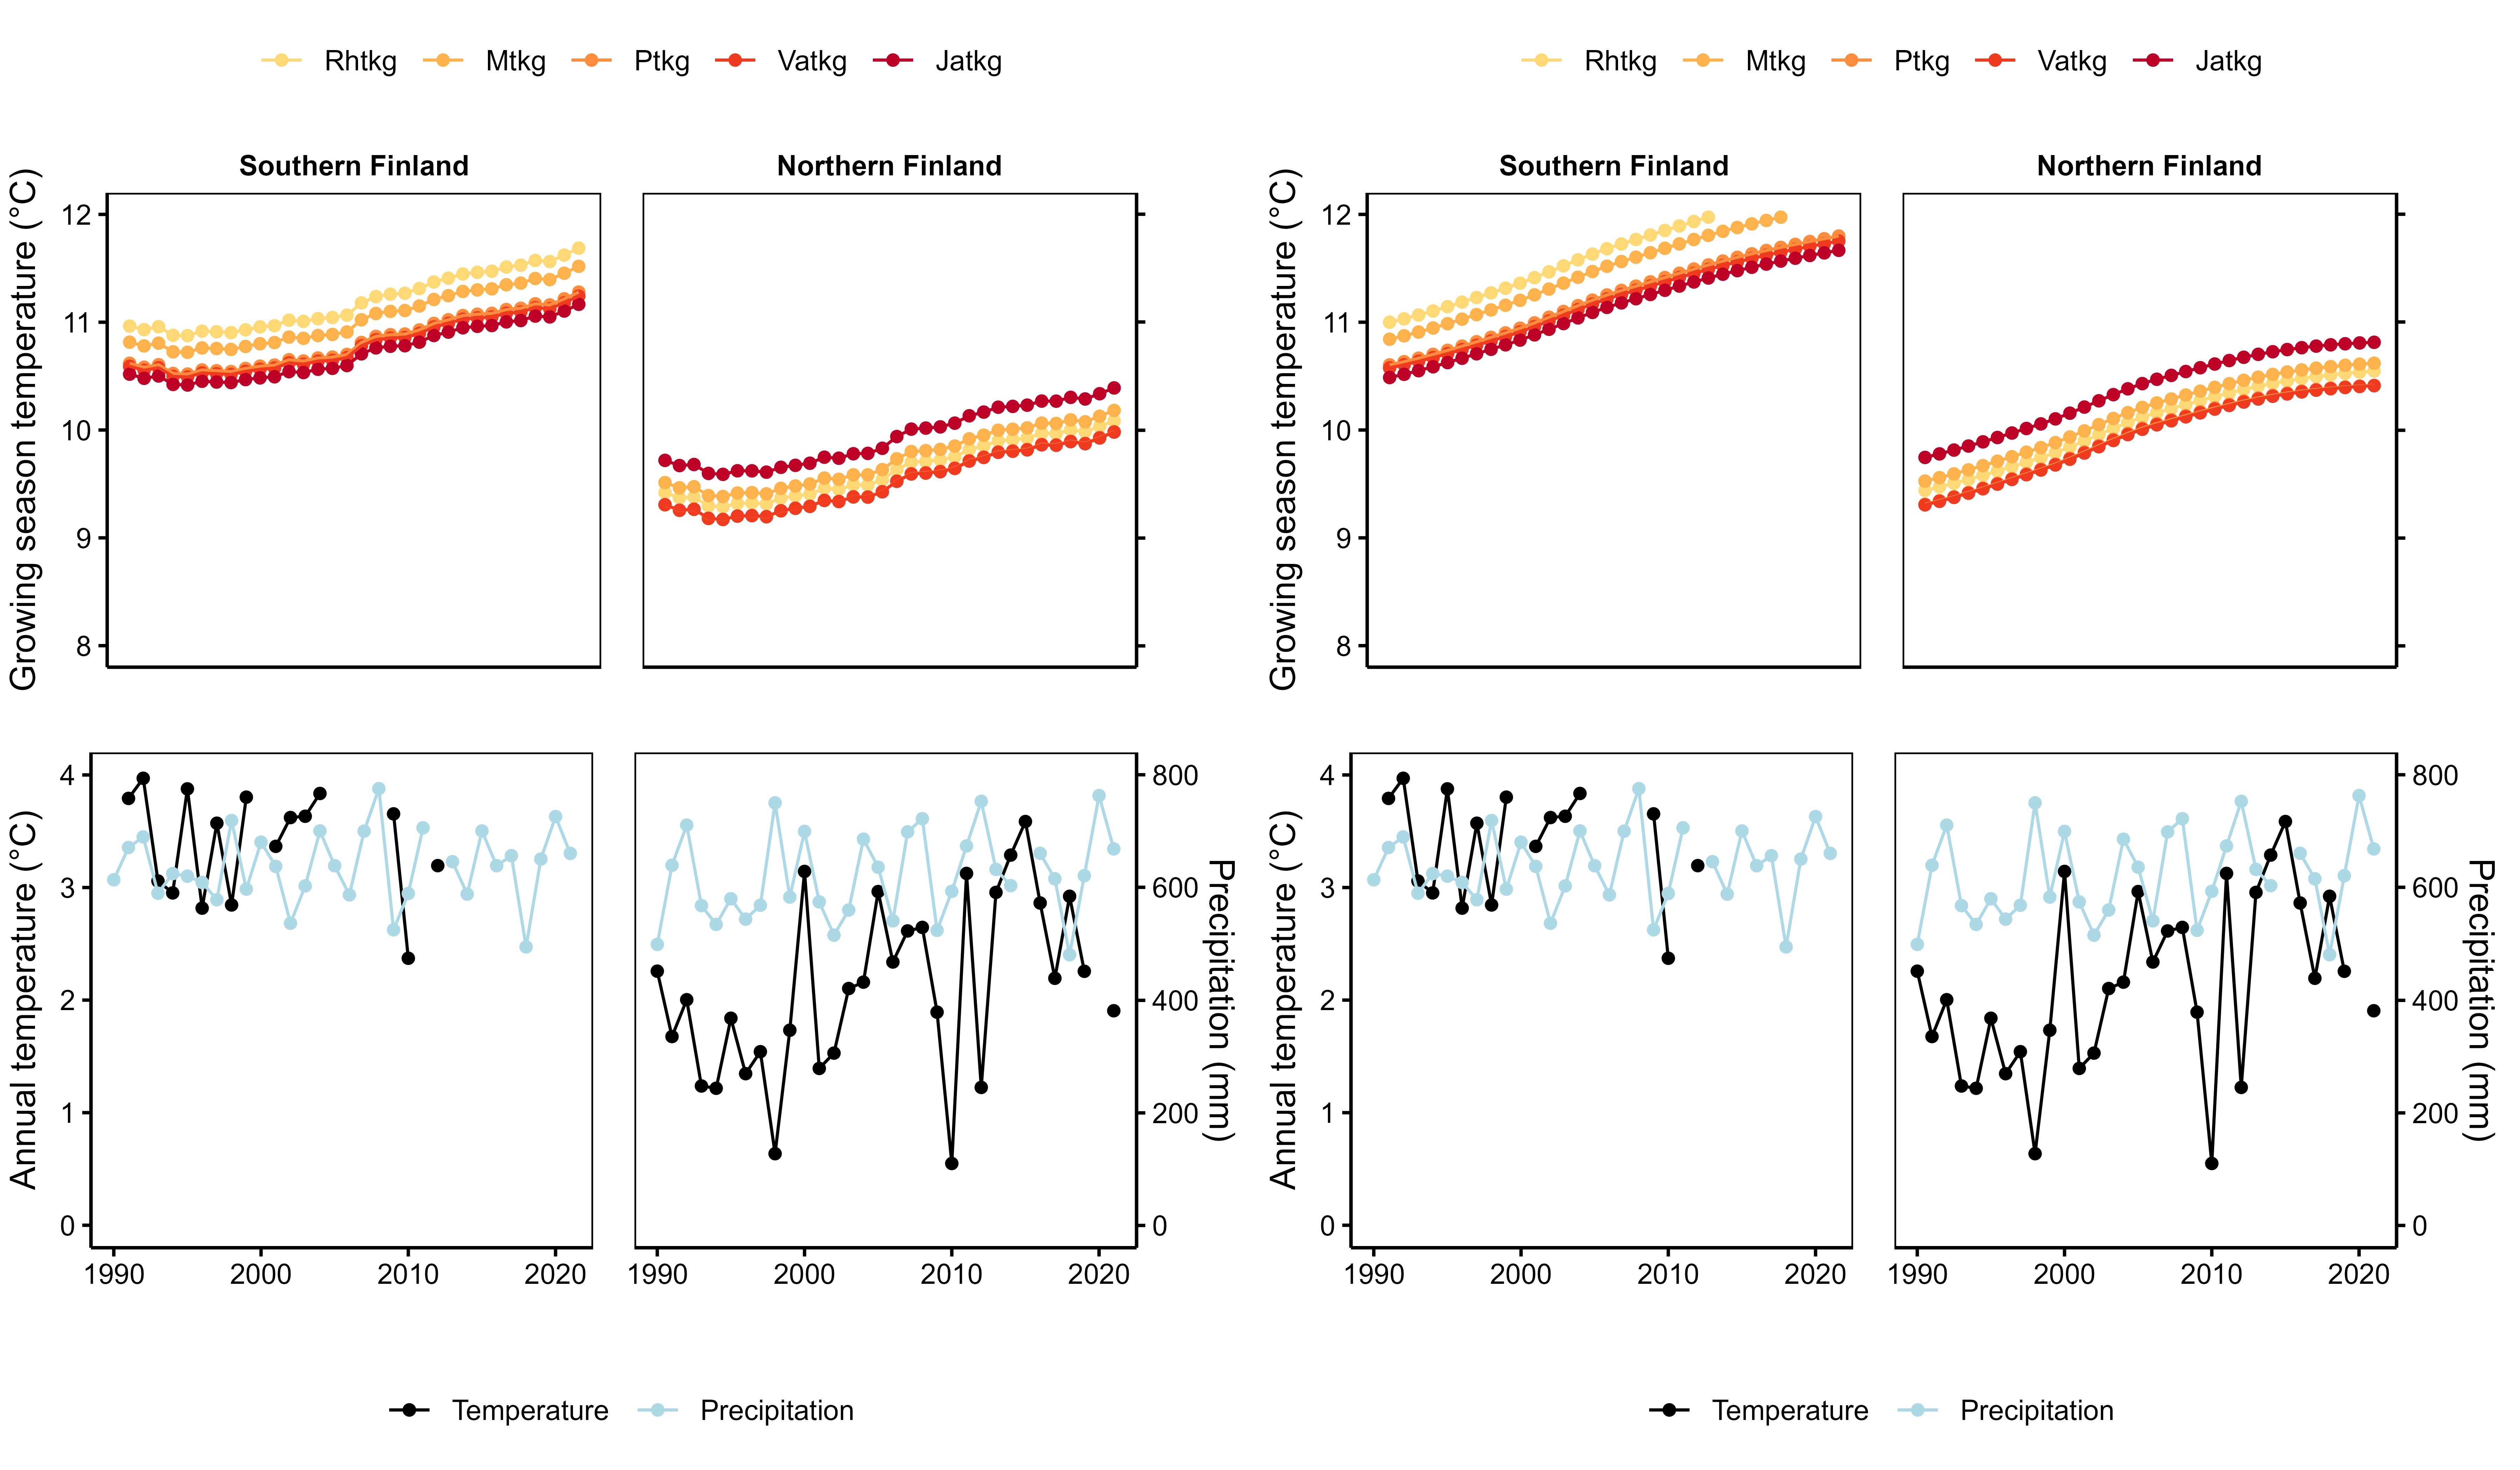 Rhtkg Mtkg Ptkg Vatkg Jatkg
Rhtkg Mtkg Ptkg Vatkg Jatkg
Southern Finland Northern Finland
Southern Finland Northern Finland
Growing season temperature (°C)
12
11
10
9
8
Growing season temperature (°C)
12
11
10
9
8
Annual temperature (°C)
4
3
2
1
0
800
600
400
200
0
Precipitation (mm)
1990 2000 2010 2020
1990 2000 2010 2020
Annual temperature (°C)
4
3
2
1
0
800
600
400
200
0
Precipitation (mm)
1990 2000 2010 2020
1990 2000 2010 2020
Temperature Precipitation
Temperature Precipitation